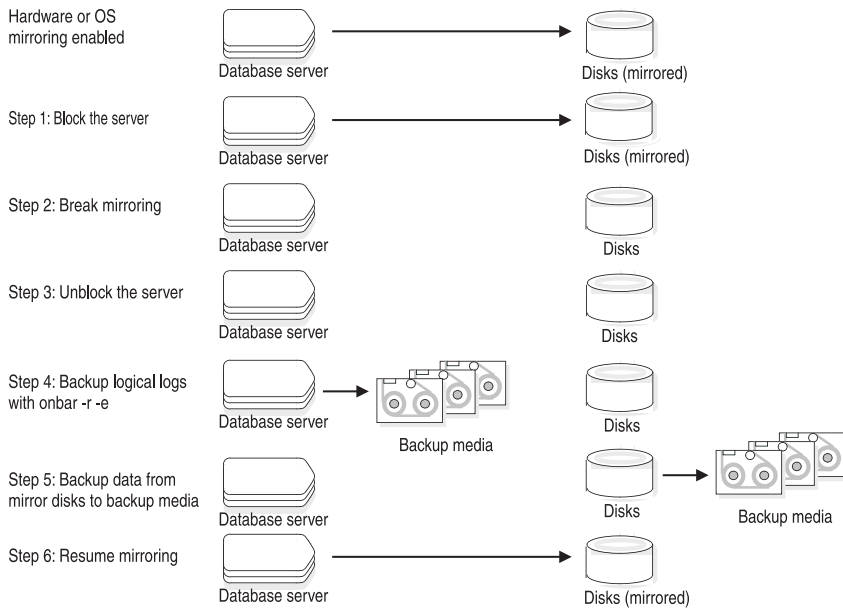 Hardware or OS
mirroring enabled
Database server
Disks (mirrored)
Step 1: Block the server
Database server
Disks (mirrored)
Step 2: Break mirroring
Database server
Disks
Step 3: Unblock the server
Database server
Disks
Step 4: Backup logical logs
with onbar -r -e
Database server
Backup media
Disks
Step 5: Backup data from
mirror disks to backup media
Database server
Disks
Backup media
Step 6: Resume mirroring
Database server
Disks (mirrored)